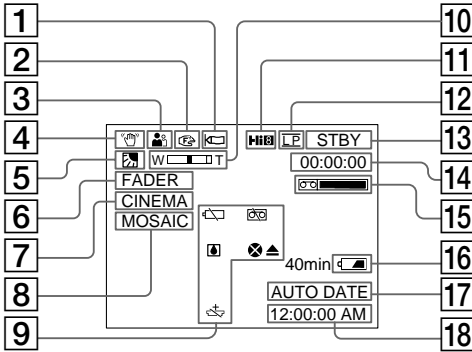 1
2
3
4
5
6
7
8
9
10
11
12
13
14
15
16
17
18
Hi8 LP STBY
W T 00:00:00
FADER
CINEMA
MOSAIC
40min
AUTO DATE
12:00:00 AM